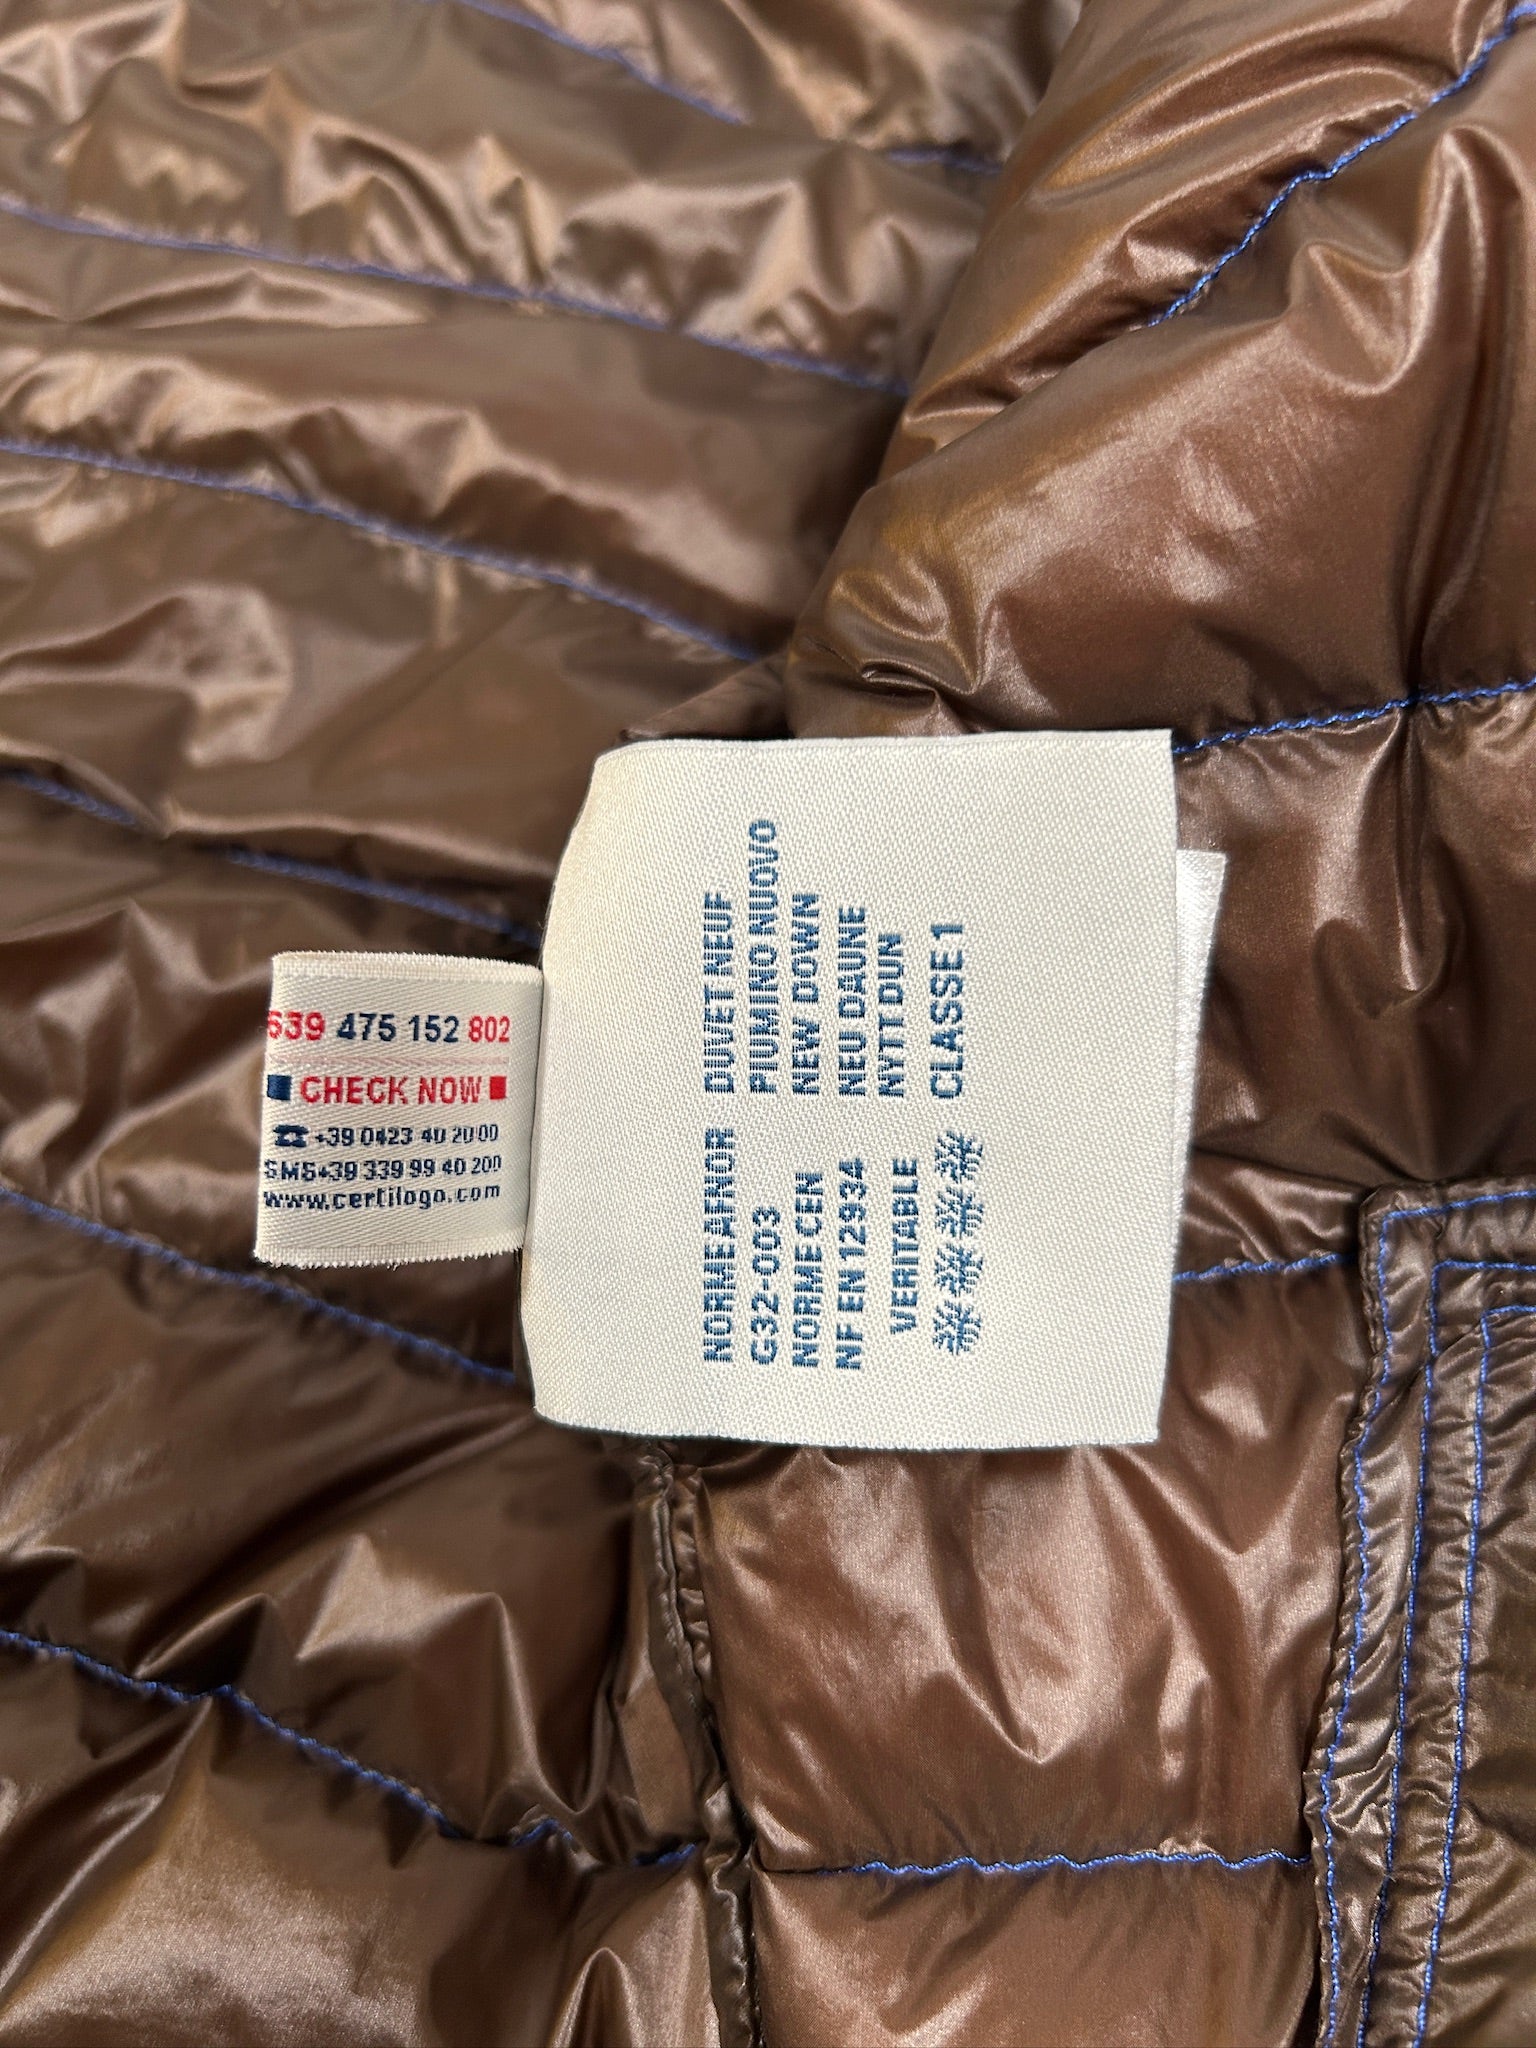 639 475 152 802
CHECK NOW
+39 0423 40 20 00
SMS+39 339 99 40 200
www.certilogo.com
NORME AFNOR DUVET NEUF
G32-003 PIUMINO NUOVO
NORME CEN NEW DOWN
NF EN 12934 NEU DAUNE
VERITABLE NYTT DUN
CLASSE 1